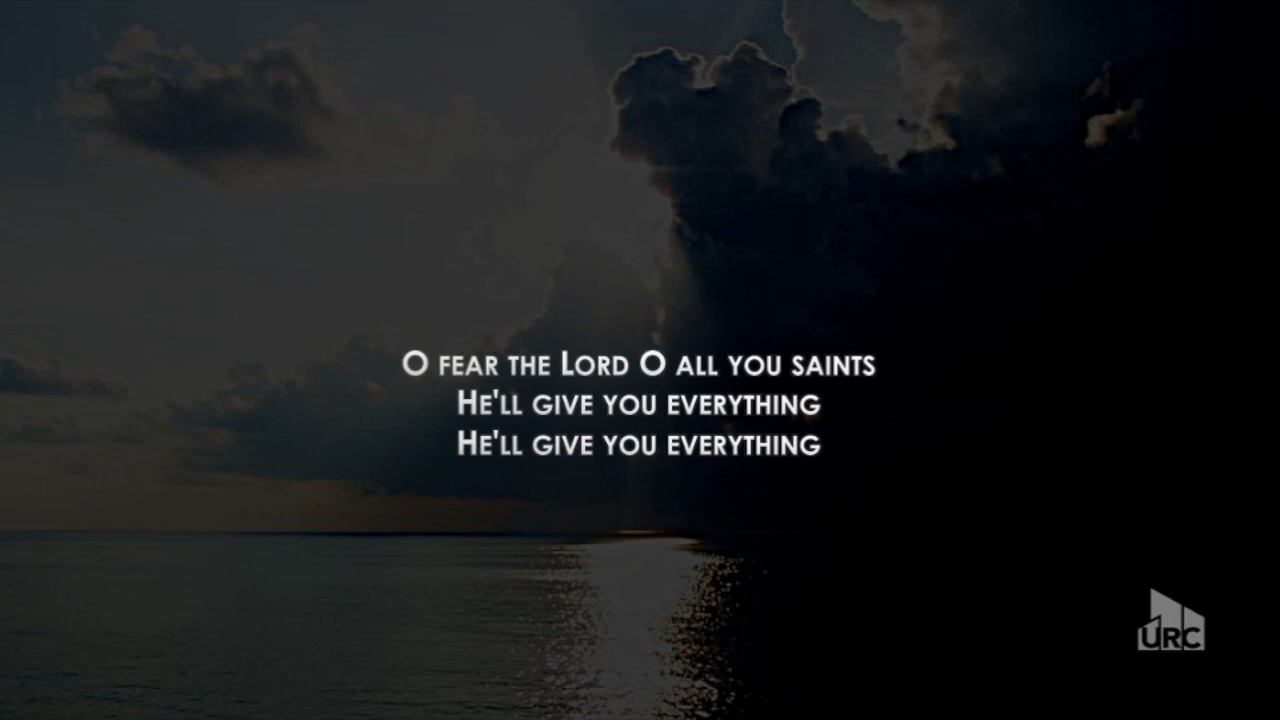 O FEAR THE LORD O ALL YOU SAINTS
HE'LL GIVE YOU EVERYTHING
HE'LL GIVE YOU EVERYTHING
URC